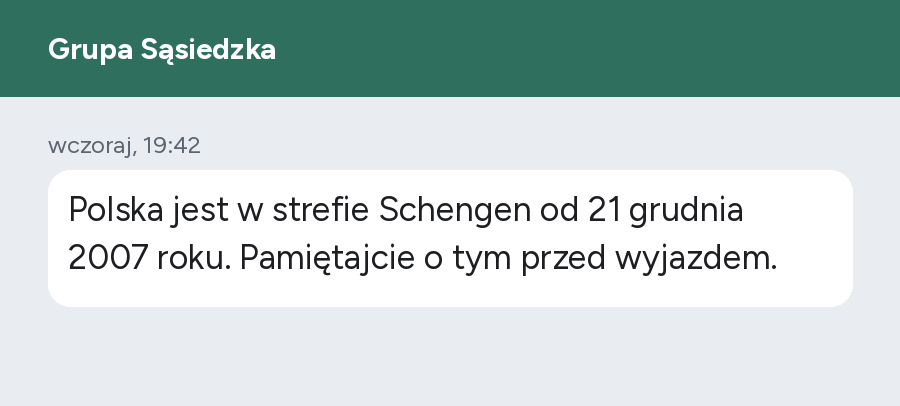 Grupa Sąsiedzka
wczoraj, 19:42
Polska jest w strefie Schengen od 21 grudnia
2007 roku. Pamiętajcie o tym przed wyjazdem.